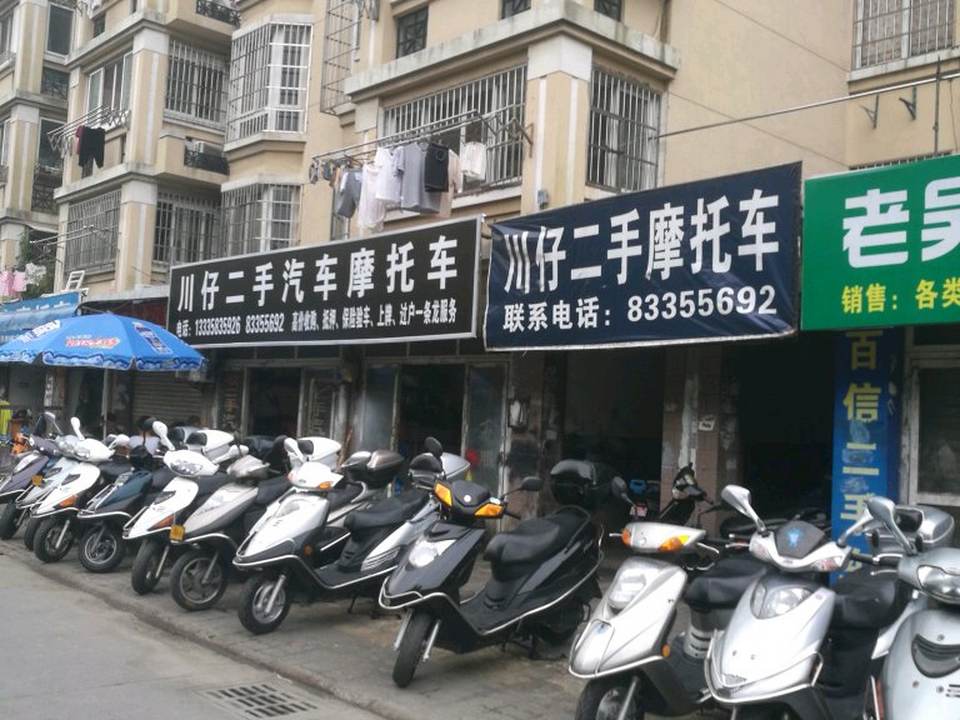 川仔二手汽车摩托车
电话：13335835926 83355692 高价收购、抵押、保险验车、上牌、过户一条龙服务
川仔二手摩托车
联系电话：83355692
老吴
销售：各类
百信二手